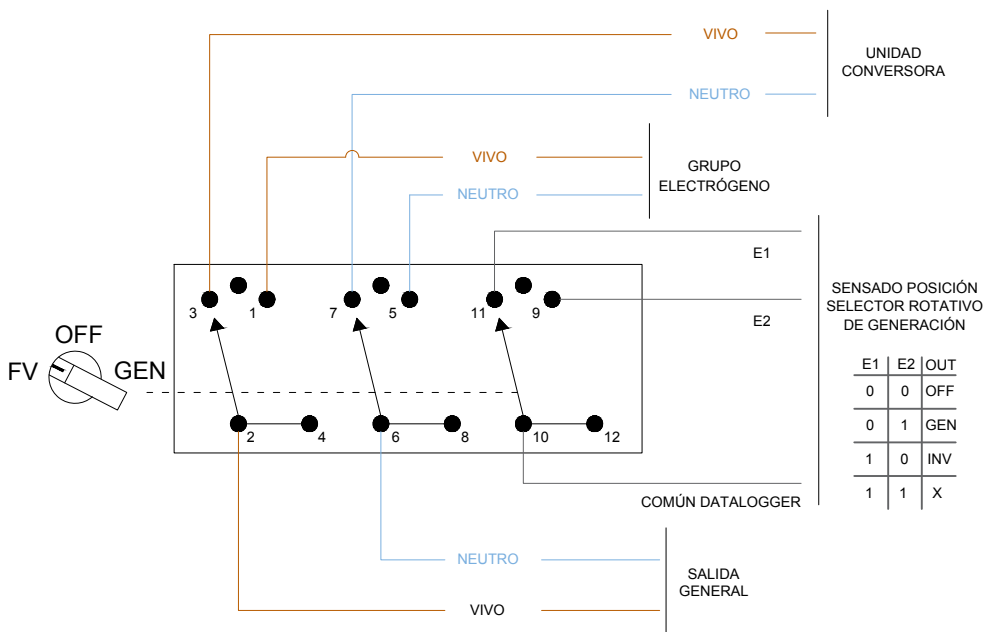 VIVO
UNIDAD
CONVERSORA
NEUTRO
VIVO
GRUPO
ELECTRÓGENO
NEUTRO
E1
SENSADO POSICIÓN
SELECTOR ROTATIVO
DE GENERACIÓN
E2
3 1 7 5 11 9
OFF
FV GEN
E1 E2 OUT
0 0 OFF
0 1 GEN
1 0 INV
1 1 X
2 4 6 8 10 12
COMÚN DATALOGGER
NEUTRO
SALIDA
GENERAL
VIVO